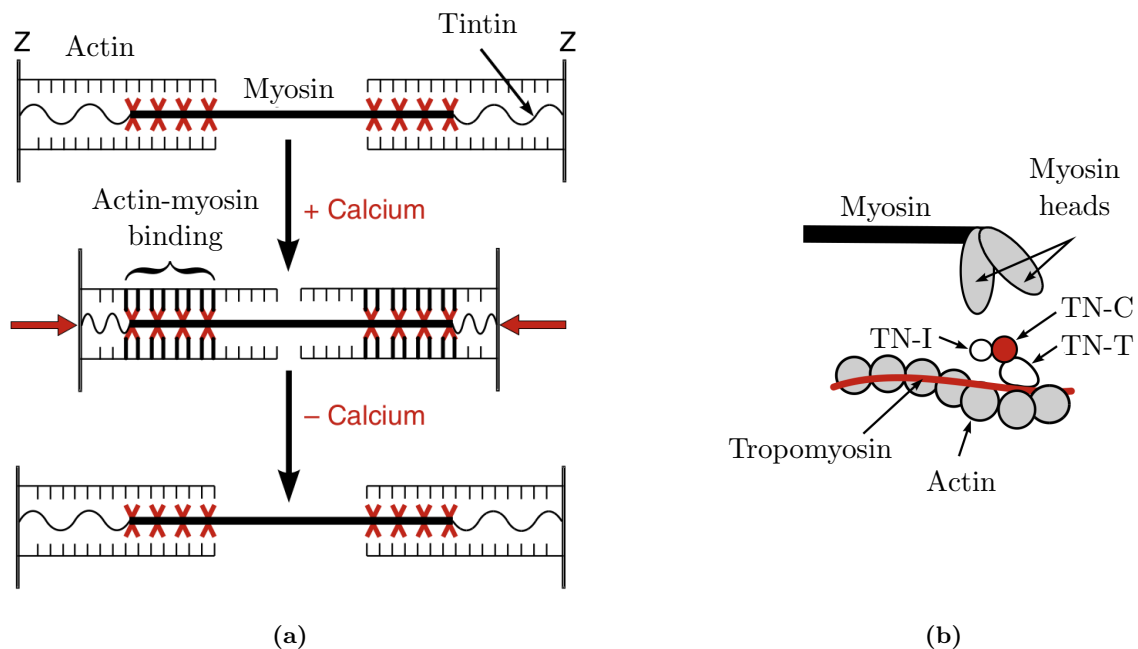 Z
Actin
Tintin
Z
Myosin
Actin-myosin
binding
+ Calcium
– Calcium
(a)
Myosin
Myosin
heads
TN-I
TN-C
TN-T
Tropomyosin
Actin
(b)